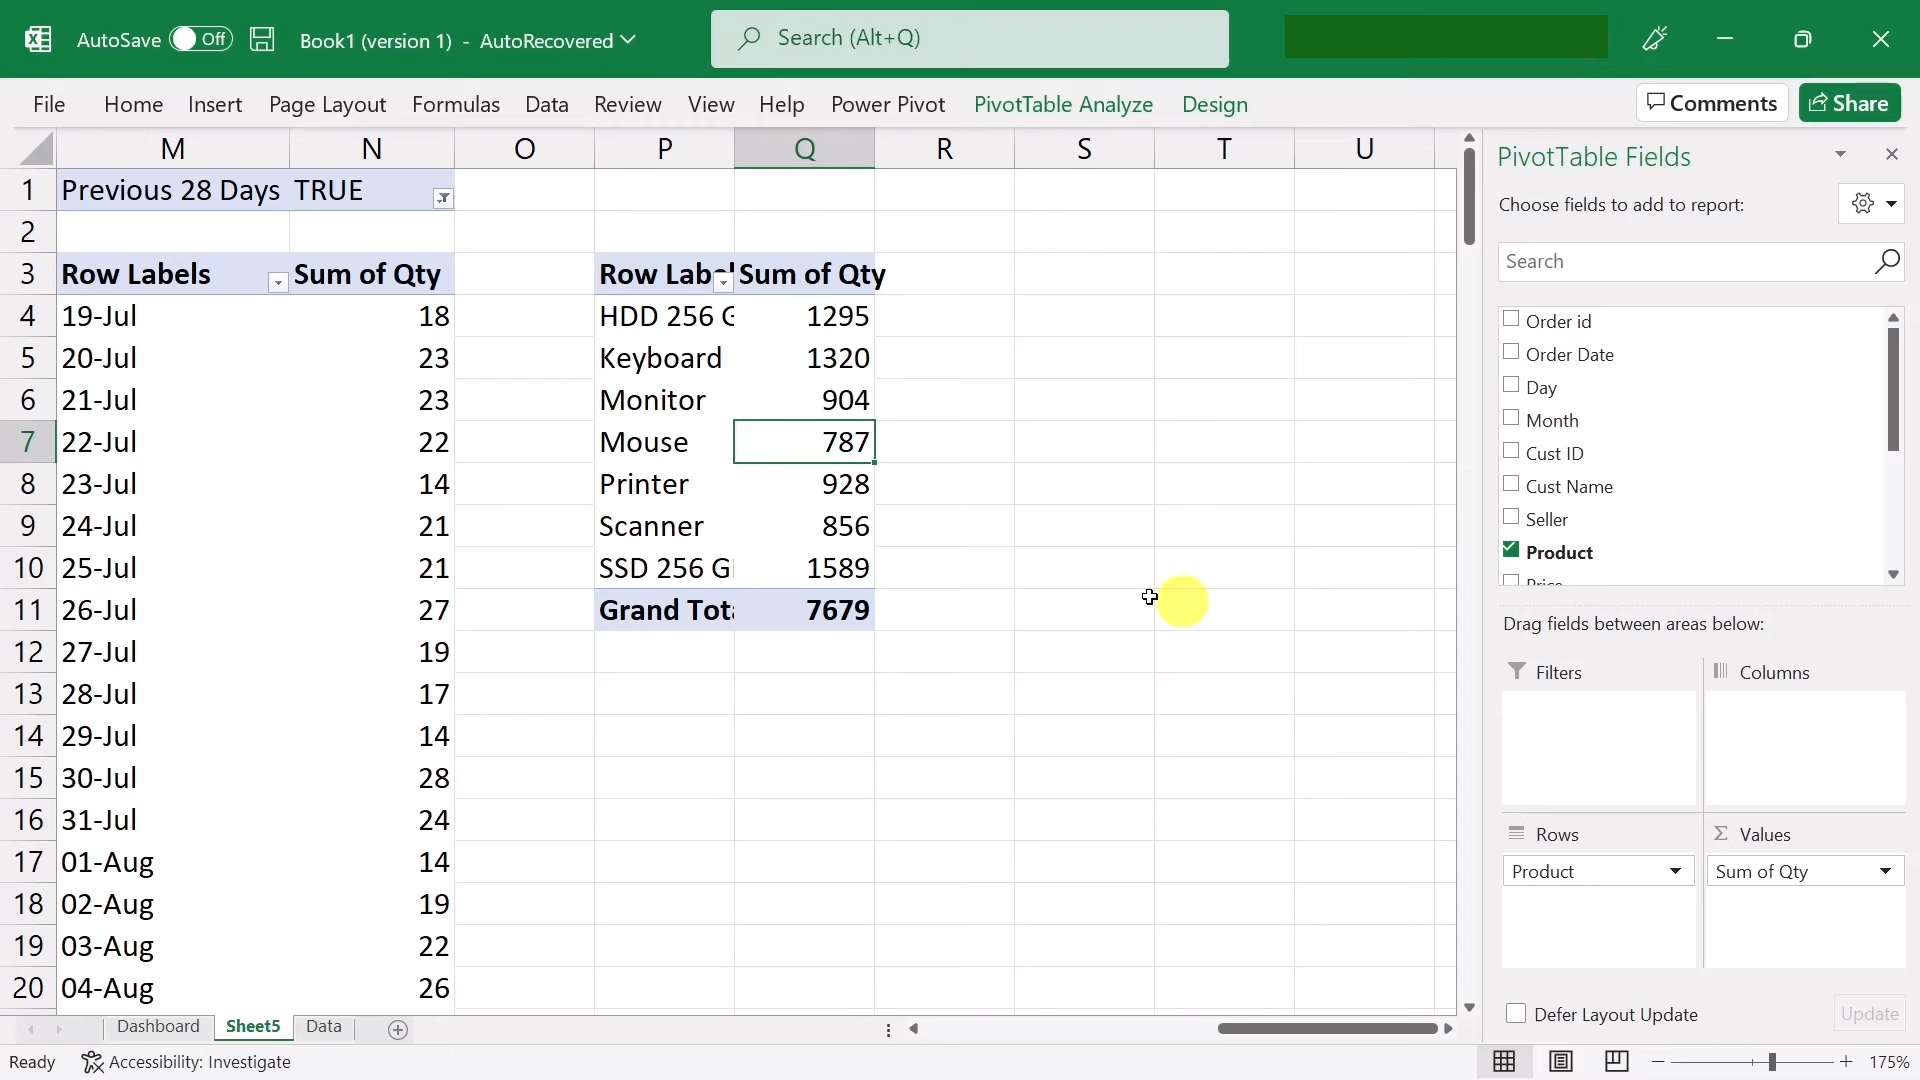 AutoSave Off Book1 (version 1) - AutoRecovered Search (Alt+Q)
File Home Insert Page Layout Formulas Data Review View Help Power Pivot PivotTable Analyze Design Comments Share
M N O P Q R S T U
1 Previous 28 Days TRUE
2
3 Row Labels Sum of Qty Row Label Sum of Qty
4 19-Jul 18 HDD 256 G 1295
5 20-Jul 23 Keyboard 1320
6 21-Jul 23 Monitor 904
7 22-Jul 22 Mouse 787
8 23-Jul 14 Printer 928
9 24-Jul 21 Scanner 856
10 25-Jul 21 SSD 256 GB 1589
11 26-Jul 27 Grand Tota 7679
12 27-Jul 19
13 28-Jul 17
14 29-Jul 14
15 30-Jul 28
16 31-Jul 24
17 01-Aug 14
18 02-Aug 19
19 03-Aug 22
20 04-Aug 26
PivotTable Fields
Choose fields to add to report:
Search
Order id
Order Date
Day
Month
Cust ID
Cust Name
Seller
Product
Price
Drag fields between areas below:
Filters Columns
Rows Σ Values
Product Sum of Qty
Defer Layout Update Update
Dashboard Sheet5 Data
Ready Accessibility: Investigate 175%